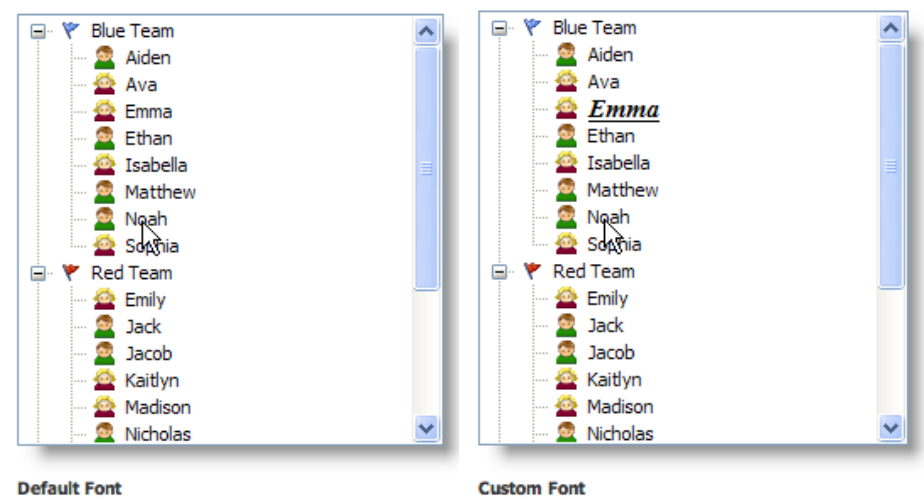 Blue Team
Aiden
Ava
Emma
Ethan
Isabella
Matthew
Noah
Sophia
Red Team
Emily
Jack
Jacob
Kaitlyn
Madison
Nicholas
Default Font
Blue Team
Aiden
Ava
Emma
Ethan
Isabella
Matthew
Noah
Sophia
Red Team
Emily
Jack
Jacob
Kaitlyn
Madison
Nicholas
Custom Font